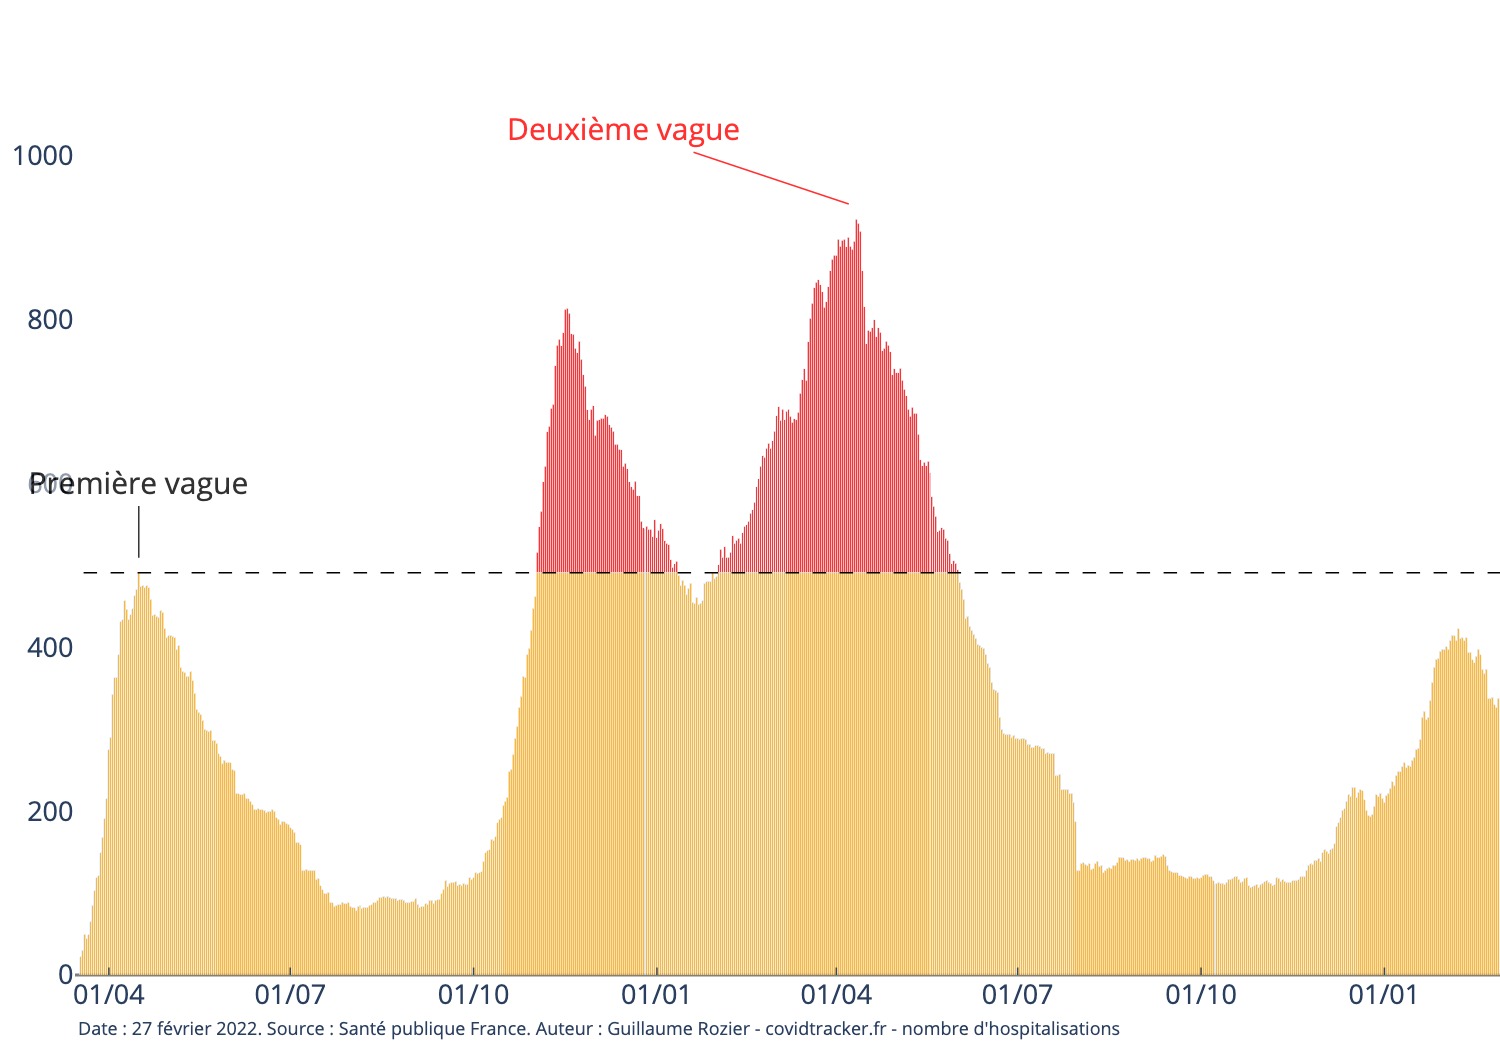 Deuxième vague
1000
800
600
Première vague
400
200
0
01/04 01/07 01/10 01/01 01/04 01/07 01/10 01/01
Date : 27 février 2022. Source : Santé publique France. Auteur : Guillaume Rozier - covidtracker.fr - nombre d'hospitalisations